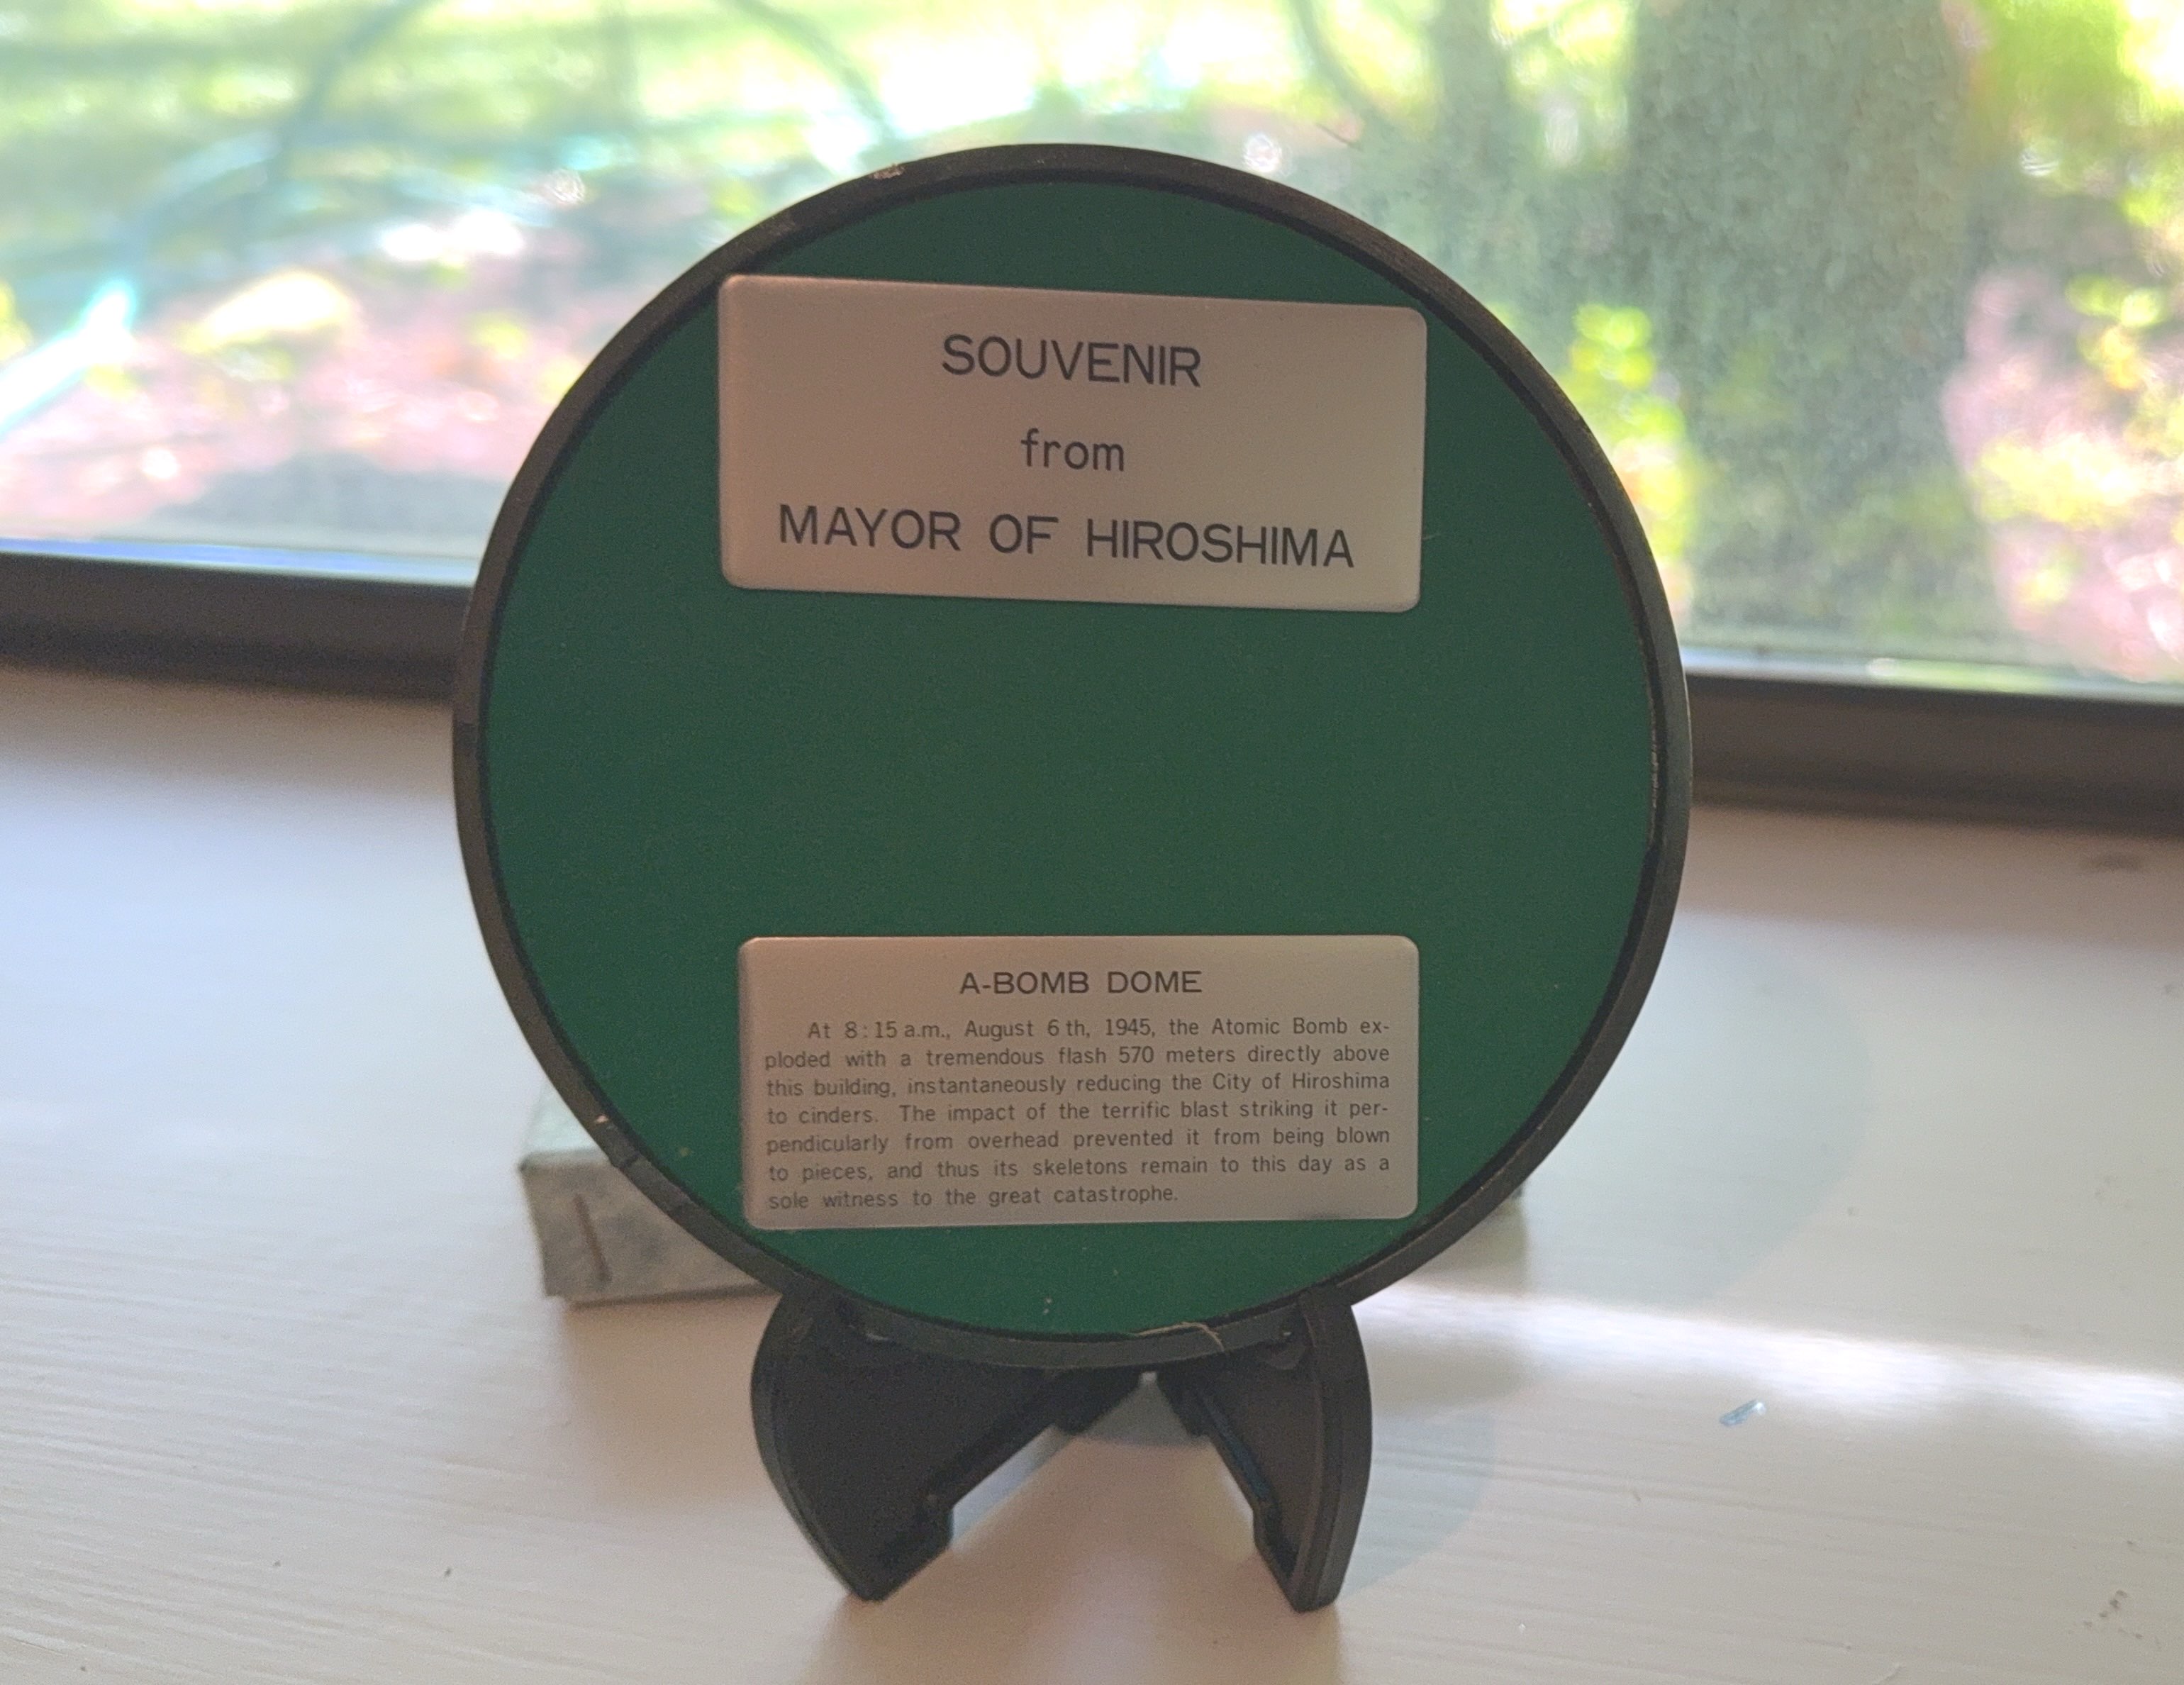 SOUVENIR
from
MAYOR OF HIROSHIMA
A-BOMB DOME
At 8:15 a.m., August 6 th, 1945, the Atomic Bomb ex-
ploded with a tremendous flash 570 meters directly above
this building, instantaneously reducing the City of Hiroshima
to cinders. The impact of the terrific blast striking it per-
pendicularly from overhead prevented it from being blown
to pieces, and thus its skeletons remain to this day as a
sole witness to the great catastrophe.